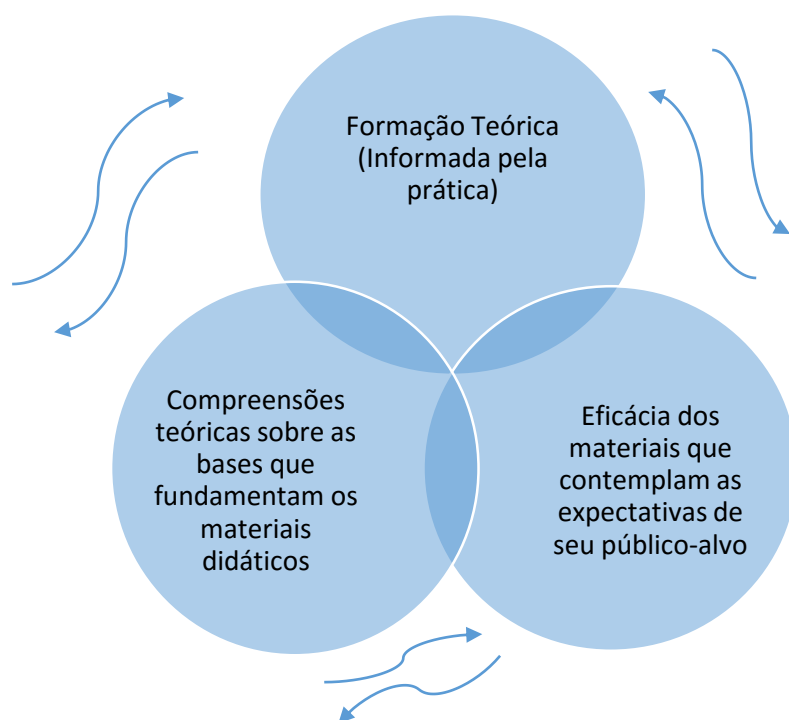 Formação Teórica
(Informada pela
prática)
Compreensões
teóricas sobre as
bases que
fundamentam os
materiais
didáticos
Eficácia dos
materiais que
contemplam as
expectativas de
seu público-alvo